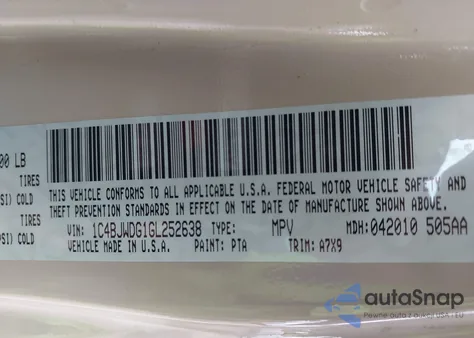 00 LB
TIRES
SI) COLD
TIRES
SI) COLD
THIS VEHICLE CONFORMS TO ALL APPLICABLE U.S.A. FEDERAL MOTOR VEHICLE SAFETY AND
THEFT PREVENTION STANDARDS IN EFFECT ON THE DATE OF MANUFACTURE SHOWN ABOVE.
VIN: 1C4BJWDG1GL252638 TYPE: MPV MDH: 042010 505AA
VEHICLE MADE IN U.S.A. PAINT: PTA TRIM: A7X9
autoSnap